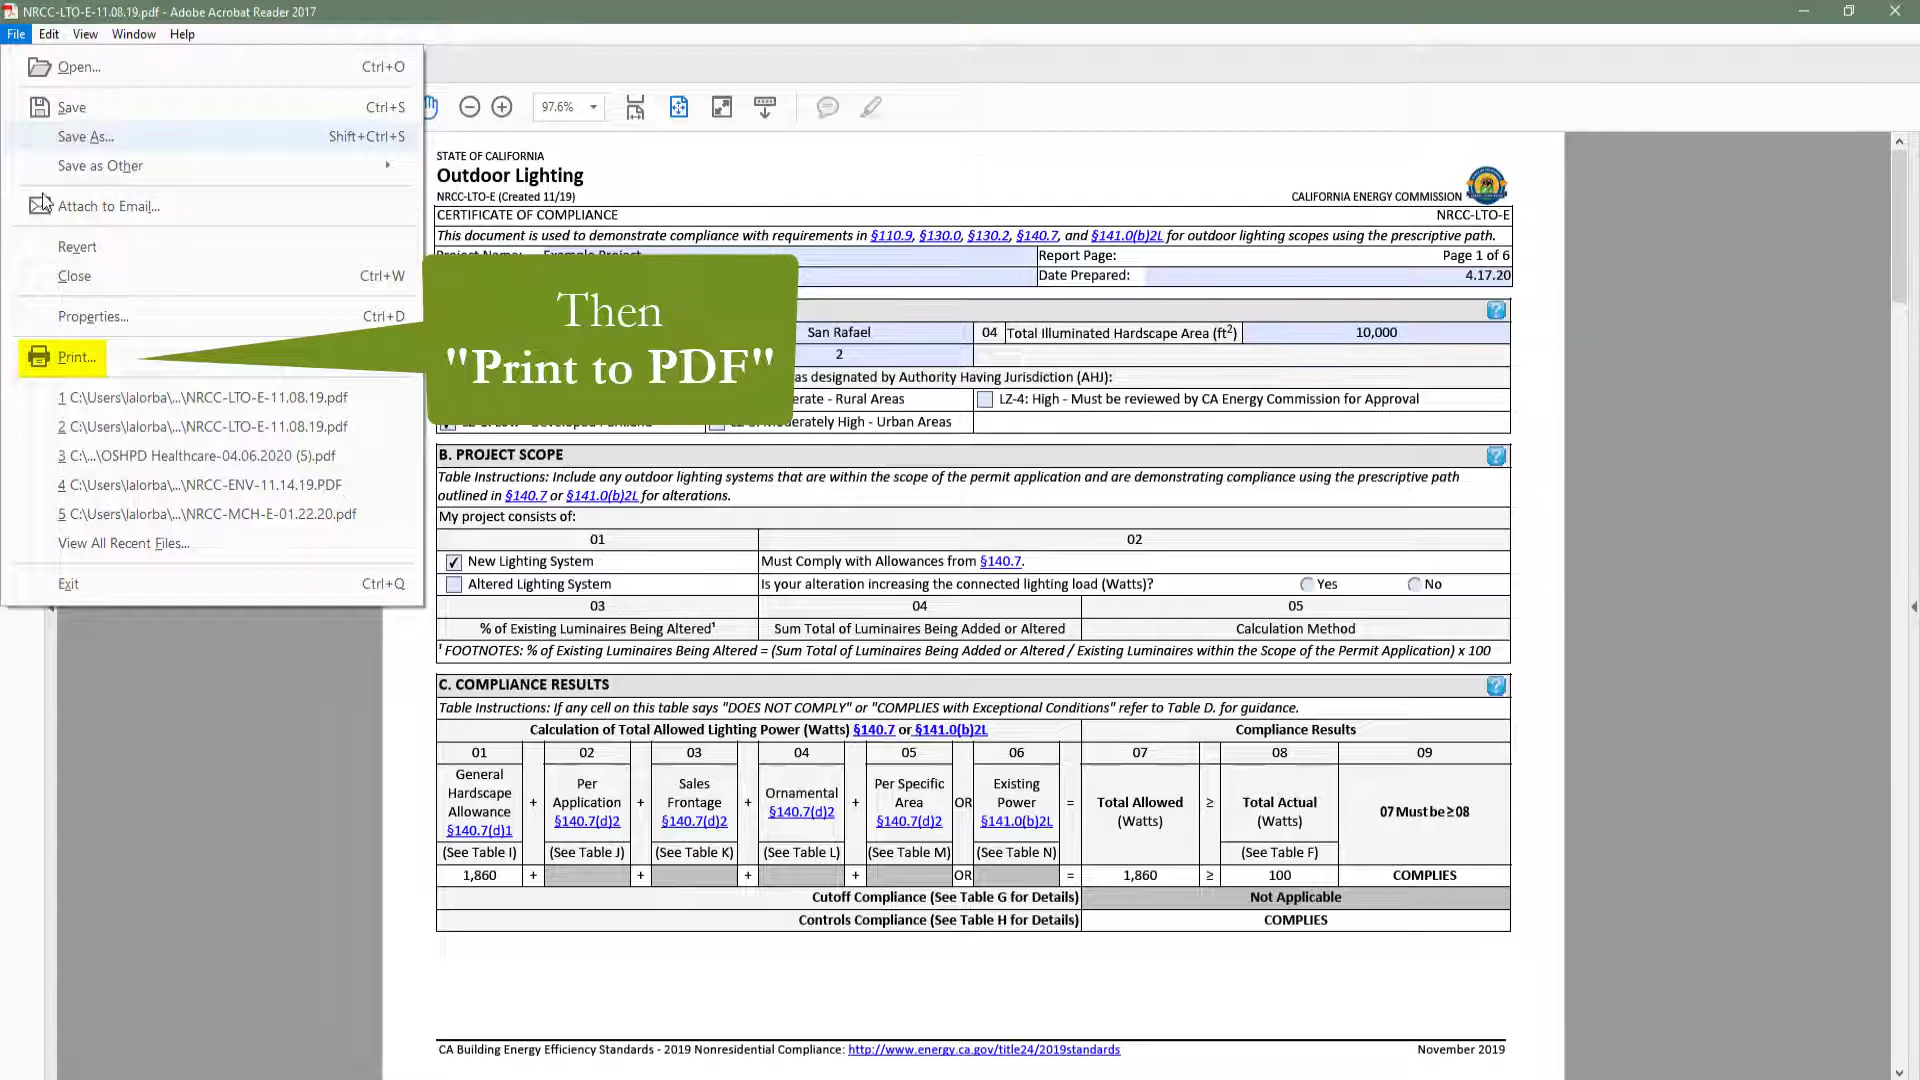 NRCC-LTO-E-11.08.19.pdf - Adobe Acrobat Reader 2017
File Edit View Window Help
Open... Ctrl+O
Save Ctrl+S
Save As... Shift+Ctrl+S
Save as Other
Attach to Email...
Revert
Close Ctrl+W
Properties... Ctrl+D
Print...
1 C:\Users\lalorba\...\NRCC-LTO-E-11.08.19.pdf
2 C:\Users\lalorba\...\NRCC-LTO-E-11.08.19.pdf
3 C:\...\OSHPD Healthcare-04.06.2020 (5).pdf
4 C:\Users\lalorba\...\NRCC-ENV-11.14.19.PDF
5 C:\Users\lalorba\...\NRCC-MCH-E-01.22.20.pdf
View All Recent Files...
Exit Ctrl+Q
97.6%
Then
"Print to PDF"
STATE OF CALIFORNIA
Outdoor Lighting
NRCC-LTO-E (Created 11/19) CALIFORNIA ENERGY COMMISSION
CERTIFICATE OF COMPLIANCE NRCC-LTO-E
This document is used to demonstrate compliance with requirements in §110.9, §130.0, §130.2, §140.7, and §141.0(b)2L for outdoor lighting scopes using the prescriptive path.
Project Name: Example Project Report Page: Page 1 of 6
Date Prepared: 4.17.20
San Rafael 04 Total Illuminated Hardscape Area (ft2) 10,000
2
as designated by Authority Having Jurisdiction (AHJ):
erate - Rural Areas LZ-4: High - Must be reviewed by CA Energy Commission for Approval
Moderately High - Urban Areas
B. PROJECT SCOPE
Table Instructions: Include any outdoor lighting systems that are within the scope of the permit application and are demonstrating compliance using the prescriptive path
outlined in §140.7 or §141.0(b)2L for alterations.
My project consists of:
01 02
New Lighting System Must Comply with Allowances from §140.7.
Altered Lighting System Is your alteration increasing the connected lighting load (Watts)? Yes No
03 04 05
% of Existing Luminaires Being Altered¹ Sum Total of Luminaires Being Added or Altered Calculation Method
¹ FOOTNOTES: % of Existing Luminaires Being Altered = (Sum Total of Luminaires Being Added or Altered / Existing Luminaires within the Scope of the Permit Application) x 100
C. COMPLIANCE RESULTS
Table Instructions: If any cell on this table says "DOES NOT COMPLY" or "COMPLIES with Exceptional Conditions" refer to Table D. for guidance.
Calculation of Total Allowed Lighting Power (Watts) §140.7 or §141.0(b)2L Compliance Results
01 02 03 04 05 06 07 08 09
General Hardscape Allowance §140.7(d)1 + Per Application §140.7(d)2 + Sales Frontage §140.7(d)2 + Ornamental §140.7(d)2 + Per Specific Area §140.7(d)2 OR Existing Power §141.0(b)2L = Total Allowed (Watts) ≥ Total Actual (Watts) 07 Must be ≥ 08
(See Table I) (See Table J) (See Table K) (See Table L) (See Table M) (See Table N) (See Table F)
1,860 + + + + OR = 1,860 ≥ 100 COMPLIES
Cutoff Compliance (See Table G for Details) Not Applicable
Controls Compliance (See Table H for Details) COMPLIES
CA Building Energy Efficiency Standards - 2019 Nonresidential Compliance: http://www.energy.ca.gov/title24/2019standards November 2019